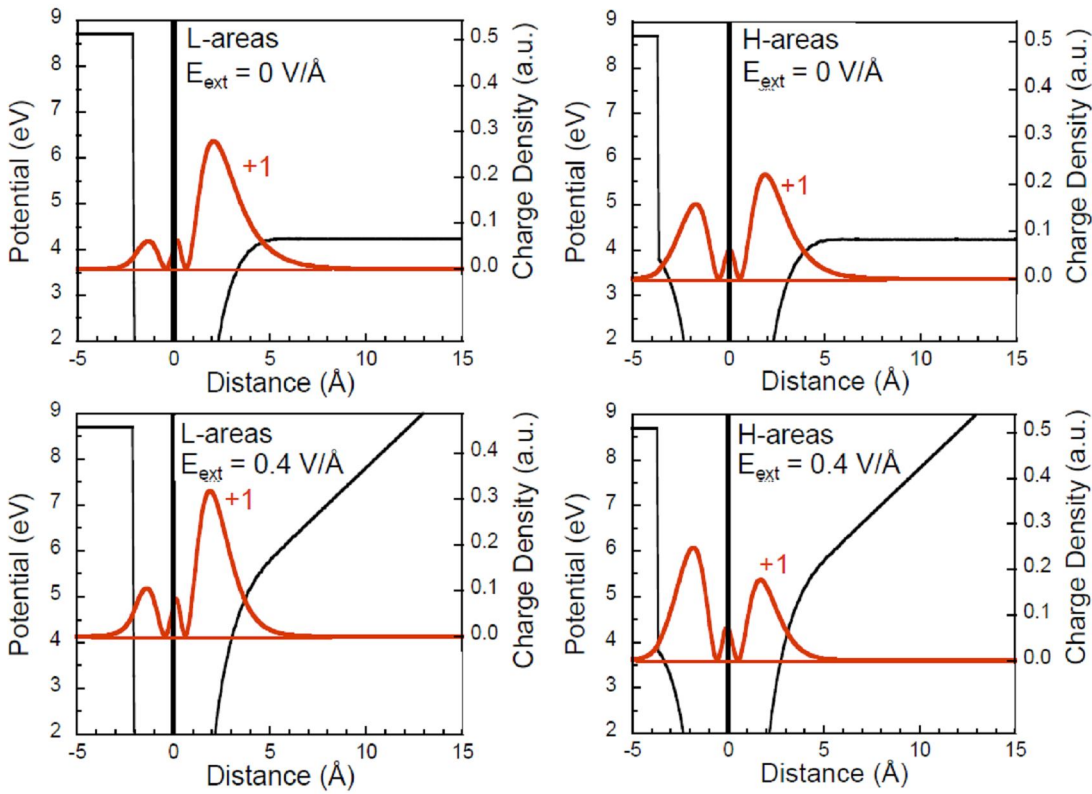 L-areas
E_ext = 0 V/Å
+1
Potential (eV)
9
8
7
6
5
4
3
2
0.5
0.4
0.3
0.2
0.1
0.0
Charge Density (a.u.)
-5 0 5 10 15
Distance (Å)
H-areas
E_ext = 0 V/Å
+1
Potential (eV)
9
8
7
6
5
4
3
2
0.5
0.4
0.3
0.2
0.1
0.0
Charge Density (a.u.)
-5 0 5 10 15
Distance (Å)
L-areas
E_ext = 0.4 V/Å
+1
Potential (eV)
9
8
7
6
5
4
3
2
0.4
0.3
0.2
0.1
0.0
Charge Density (a.u.)
-5 0 5 10 15
Distance (Å)
H-areas
E_ext = 0.4 V/Å
+1
Potential (eV)
9
8
7
6
5
4
3
2
0.5
0.4
0.3
0.2
0.1
0.0
Charge Density (a.u.)
-5 0 5 10 15
Distance (Å)